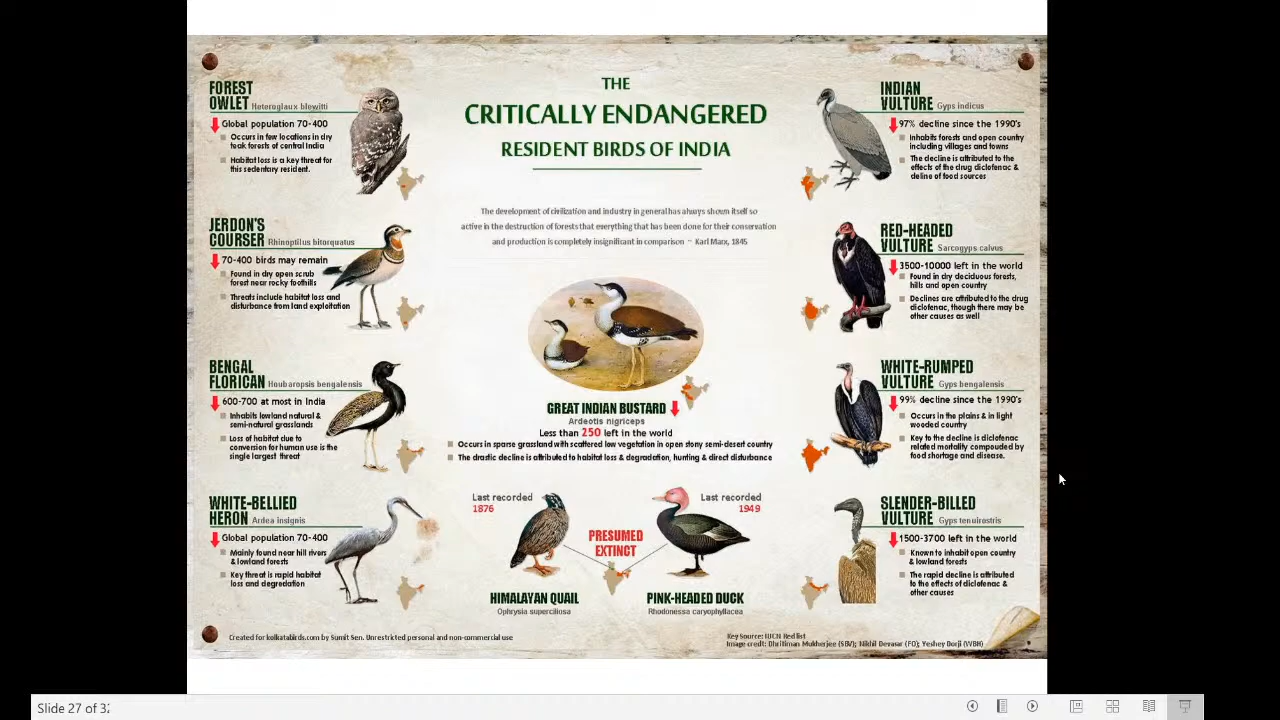 THE
CRITICALLY ENDANGERED
RESIDENT BIRDS OF INDIA
The development of civilization and industry in general has always shown itself so
active in the destruction of forests that everything that has been done for their conservation
and production is completely insignificant in comparison ~ Karl Marx, 1845
FOREST
OWLET Heteroglaux blewitti
Global population 70-400
Occurs in few locations in dry
teak forests of central India
Habitat loss is a key threat for
this sedentary resident.
JERDON'S
COURSER Rhinoptilus bitorquatus
70-400 birds may remain
Found in dry open scrub
forest near rocky foothills
Threats include habitat loss and
disturbance from land exploitation
BENGAL
FLORICAN Houbaropsis bengalensis
600-700 at most in India
Inhabits lowland natural &
semi-natural grasslands
Loss of habitat due to
conversion for human use is the
single largest threat
WHITE-BELLIED
HERON Ardea insignis
Global population 70-400
Mainly found near hill rivers
& lowland forests
Key threat is rapid habitat
loss and degredation
GREAT INDIAN BUSTARD
Ardeotis nigriceps
Less than 250 left in the world
Occurs in sparse grassland with scattered low vegetation in open stony semi-desert country
The drastic decline is attributed to habitat loss & degradation, hunting & direct disturbance
Last recorded
1876
Last recorded
1949
PRESUMED
EXTINCT
HIMALAYAN QUAIL
Ophrysia superciliosa
PINK-HEADED DUCK
Rhodonessa caryophyllacea
INDIAN
VULTURE Gyps indicus
97% decline since the 1990's
Inhabits forests and open country
including villages and towns
The decline is attributed to the
effects of the drug diclofenac &
deline of food sources
RED-HEADED
VULTURE Sarcogyps calvus
3500-10000 left in the world
Found in dry deciduous forests,
hills and open country
Declines are attributed to the drug
diclofenac, though there may be
other causes as well
WHITE-RUMPED
VULTURE Gyps bengalensis
99% decline since the 1990's
Occurs in the plains & in light
wooded country
Key to the decline is diclofenac
related mortality compueded by
food shortage and disease.
SLENDER-BILLED
VULTURE Gyps tenuirostris
1500-3700 left in the world
Known to inhabit open country
& lowland forests
The rapid decline is attributed
to the effects of diclofenac &
other causes
Created for kolkatabirds.com by Sumit Sen. Unrestricted personal and non-commercial use
Key Source: IUCN Red list
Image credt: Dhritiman Mukherjee (SBV); Nikhil Devasar (FO); Yeshey Dorji (WBH)
Slide 27 of 32